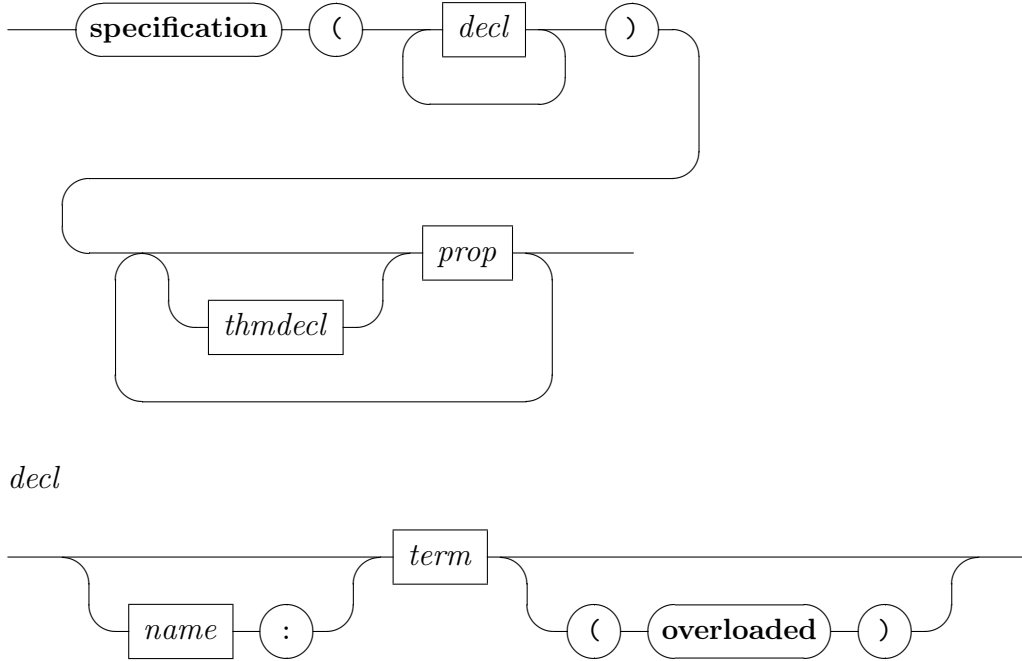 specification ( decl )
prop
thmdecl
decl
term
name : ( overloaded )